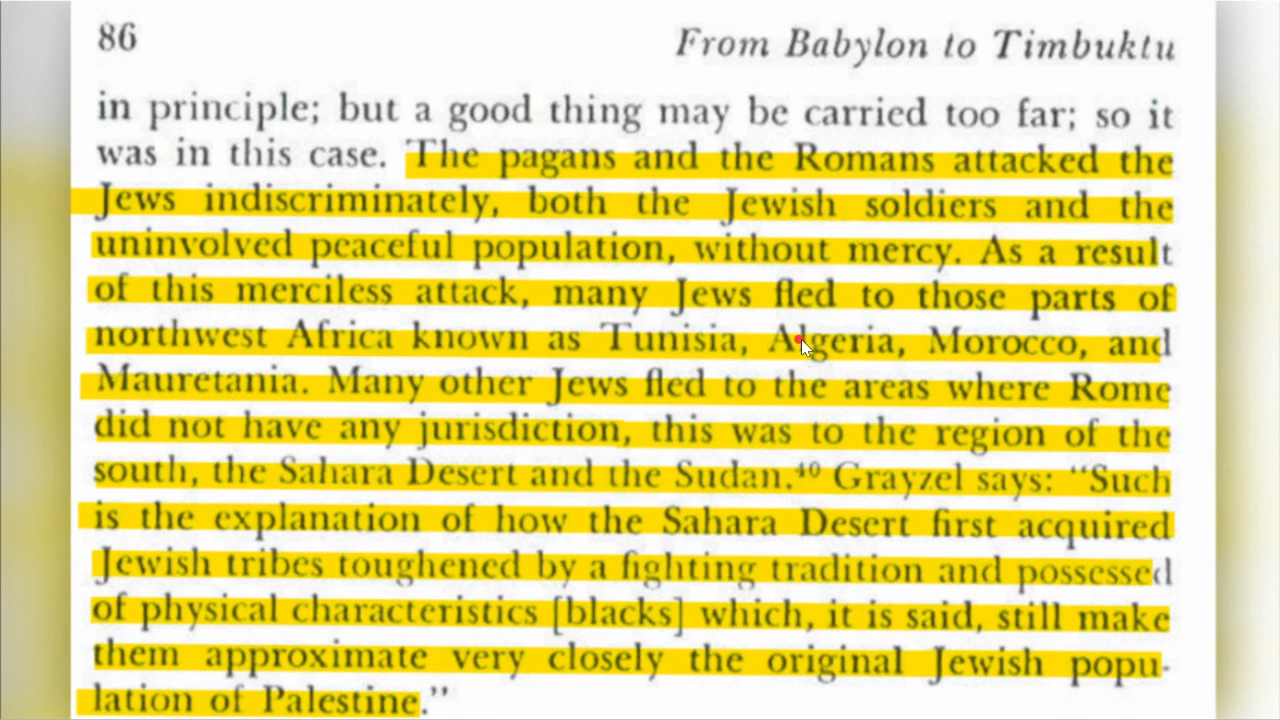 86
From Babylon to Timbuktu
in principle; but a good thing may be carried too far; so it
was in this case. The pagans and the Romans attacked the
Jews indiscriminately, both the Jewish soldiers and the
uninvolved peaceful population, without mercy. As a result
of this merciless attack, many Jews fled to those parts of
northwest Africa known as Tunisia, Algeria, Morocco, and
Mauretania. Many other Jews fled to the areas where Rome
did not have any jurisdiction, this was to the region of the
south, the Sahara Desert and the Sudan.⁴⁰ Grayzel says: “Such
is the explanation of how the Sahara Desert first acquired
Jewish tribes toughened by a fighting tradition and possessed
of physical characteristics [blacks] which, it is said, still make
them approximate very closely the original Jewish popu-
lation of Palestine.”